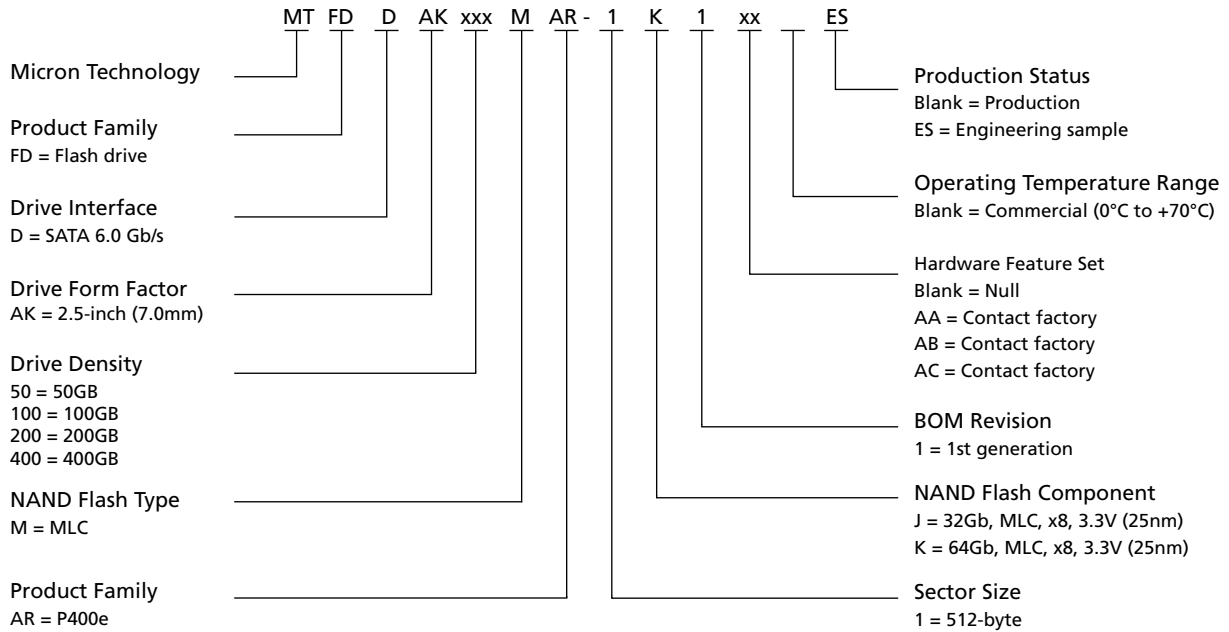 MT FD D AK xxx M AR - 1 K 1 xx ES
Micron Technology
Product Family
FD = Flash drive
Drive Interface
D = SATA 6.0 Gb/s
Drive Form Factor
AK = 2.5-inch (7.0mm)
Drive Density
50 = 50GB
100 = 100GB
200 = 200GB
400 = 400GB
NAND Flash Type
M = MLC
Product Family
AR = P400e
Production Status
Blank = Production
ES = Engineering sample
Operating Temperature Range
Blank = Commercial (0°C to +70°C)
Hardware Feature Set
Blank = Null
AA = Contact factory
AB = Contact factory
AC = Contact factory
BOM Revision
1 = 1st generation
NAND Flash Component
J = 32Gb, MLC, x8, 3.3V (25nm)
K = 64Gb, MLC, x8, 3.3V (25nm)
Sector Size
1 = 512-byte